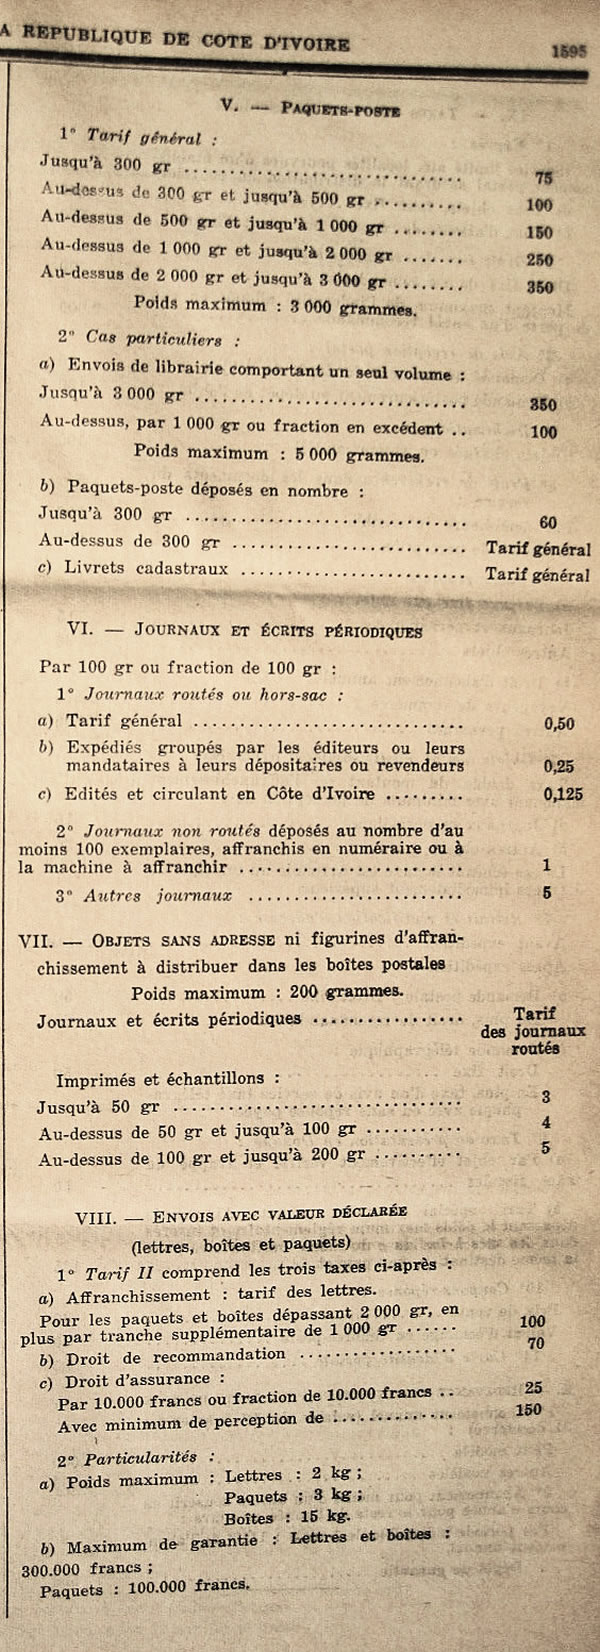 A REPUBLIQUE DE COTE D'IVOIRE 1595
V. — PAQUETS-POSTE
1° Tarif général :
Jusqu'à 300 gr .............................. 75
Au-dessus de 300 gr et jusqu'à 500 gr .......... 100
Au-dessus de 500 gr et jusqu'à 1 000 gr ........ 150
Au-dessus de 1 000 gr et jusqu'à 2 000 gr ....... 250
Au-dessus de 2 000 gr et jusqu'à 3 000 gr ........ 350
Poids maximum : 3 000 grammes.
2° Cas particuliers :
a) Envois de librairie comportant un seul volume :
Jusqu'à 3 000 gr .............................. 350
Au-dessus, par 1 000 gr ou fraction en excédent .. 100
Poids maximum : 5 000 grammes.
b) Paquets-poste déposés en nombre :
Jusqu'à 300 gr .............................. 60
Au-dessus de 300 gr .......................... Tarif général
c) Livrets cadastraux ......................... Tarif général
VI. — JOURNAUX ET ÉCRITS PÉRIODIQUES
Par 100 gr ou fraction de 100 gr :
1° Journaux routés ou hors-sac :
a) Tarif général .............................. 0,50
b) Expédiés groupés par les éditeurs ou leurs
mandataires à leurs dépositaires ou revendeurs 0,25
c) Edités et circulant en Côte d'Ivoire ......... 0,125
2° Journaux non routés déposés au nombre d'au
moins 100 exemplaires, affranchis en numéraire ou à
la machine à affranchir ......................... 1
3° Autres journaux ......................... 5
VII. — OBJETS SANS ADRESSE ni figurines d'affran-
chissement à distribuer dans les boîtes postales
Poids maximum : 200 grammes.
Journaux et écrits périodiques ................. Tarif
des journaux
routés
Imprimés et échantillons :
Jusqu'à 50 gr ................................ 3
Au-dessus de 50 gr et jusqu'à 100 gr ........... 4
Au-dessus de 100 gr et jusqu'à 200 gr .......... 5
VIII. — ENVOIS AVEC VALEUR DÉCLARÉE
(lettres, boîtes et paquets)
1° Tarif II comprend les trois taxes ci-après :
a) Affranchissement : tarif des lettres.
Pour les paquets et boîtes dépassant 2 000 gr, en
plus par tranche supplémentaire de 1 000 gr ...... 100
b) Droit de recommandation .................. 70
c) Droit d'assurance :
Par 10.000 francs ou fraction de 10.000 francs .. 25
Avec minimum de perception de .............. 150
2° Particularités :
a) Poids maximum : Lettres : 2 kg ;
Paquets : 3 kg ;
Boîtes : 15 kg.
b) Maximum de garantie : Lettres et boîtes :
300.000 francs ;
Paquets : 100.000 francs.